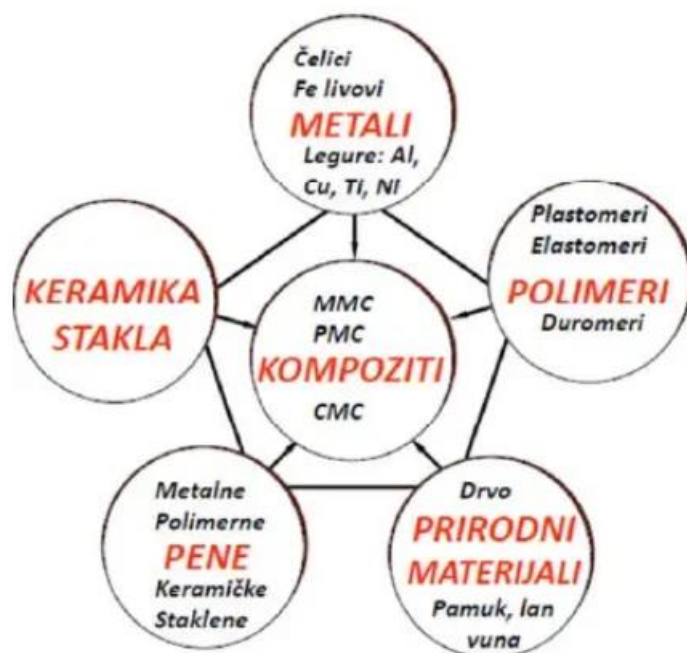 Čelici
Fe livovi
METALI
Legure: Al,
Cu, Ti, Ni
KERAMIKA
STAKLA
MMC
PMC
KOMPOZITI
CMC
Plastomeri
Elastomeri
POLIMERI
Duromeri
Metalne
Polimerne
PENE
Keramičke
Staklene
Drvo
PRIRODNI
MATERIJALI
Pamuk, lan
vuna